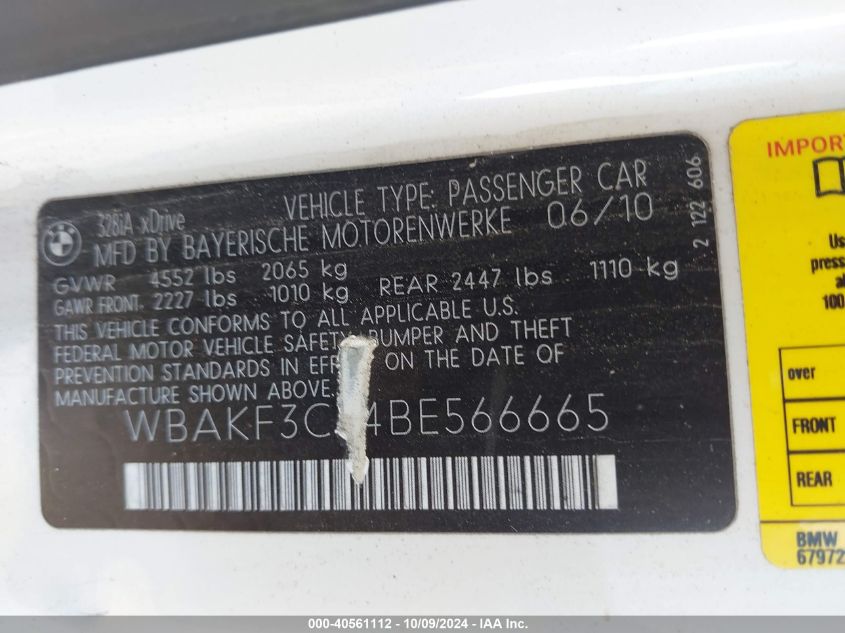 328iA xDrive
VEHICLE TYPE: PASSENGER CAR
MFD BY BAYERISCHE MOTORENWERKE 06/10
GVWR 4552 lbs 2065 kg
GAWR FRONT: 2227 lbs 1010 kg REAR 2447 lbs 1110 kg
THIS VEHICLE CONFORMS TO ALL APPLICABLE U.S.
FEDERAL MOTOR VEHICLE SAFETY, BUMPER AND THEFT
PREVENTION STANDARDS IN ON THE DATE OF
MANUFACTURE SHOWN ABOVE.
WBAKF3C 4BE566665
2 122 606
over
FRONT
REAR
BMW
000-40561112 - 10/09/2024 - IAA Inc.